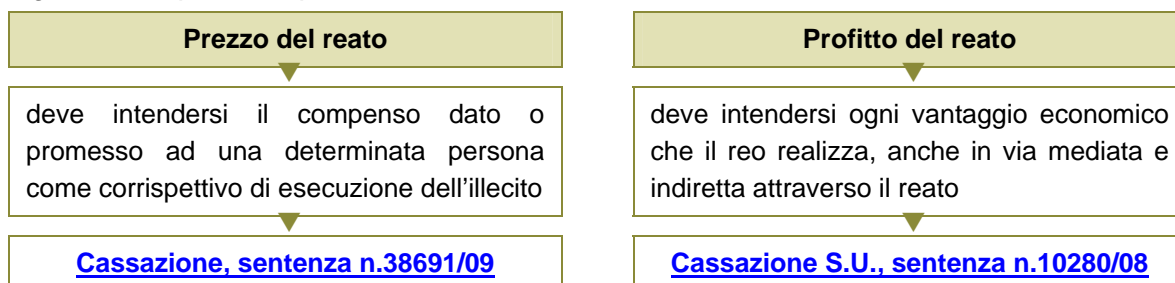 Prezzo del reato
deve intendersi il compenso dato o
promesso ad una determinata persona
come corrispettivo di esecuzione dell'illecito
Cassazione, sentenza n.38691/09
Profitto del reato
deve intendersi ogni vantaggio economico
che il reo realizza, anche in via mediata e
indiretta attraverso il reato
Cassazione S.U., sentenza n.10280/08